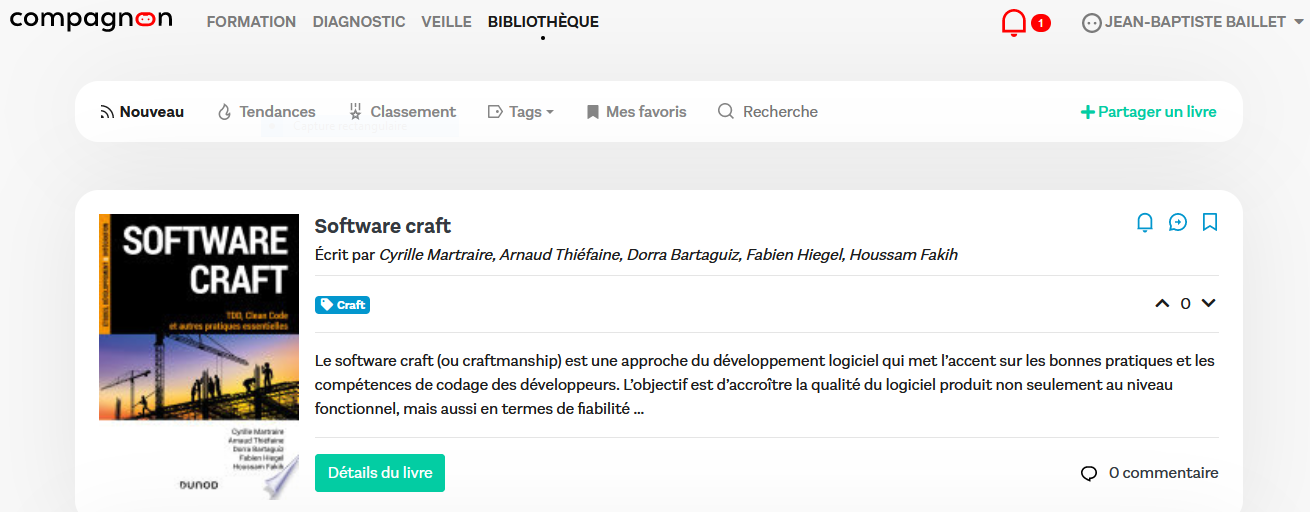 compagnon FORMATION DIAGNOSTIC VEILLE BIBLIOTHÈQUE 1 JEAN-BAPTISTE BAILLET
Nouveau Tendances Classement Tags Mes favoris Recherche Partager un livre
SOFTWARE
CRAFT
TDD, Clean Code
et autres pratiques essentielles
Cyrille Martraire
Arnaud Thiéfaine
Dorra Bartaguiz
Fabien Hiegel
Houssam Fakih
DUNOD
Software craft
Écrit par Cyrille Martraire, Arnaud Thiéfaine, Dorra Bartaguiz, Fabien Hiegel, Houssam Fakih
Craft 0
Le software craft (ou craftmanship) est une approche du développement logiciel qui met l'accent sur les bonnes pratiques et les
compétences de codage des développeurs. L'objectif est d'accroître la qualité du logiciel produit non seulement au niveau
fonctionnel, mais aussi en termes de fiabilité ...
Détails du livre 0 commentaire